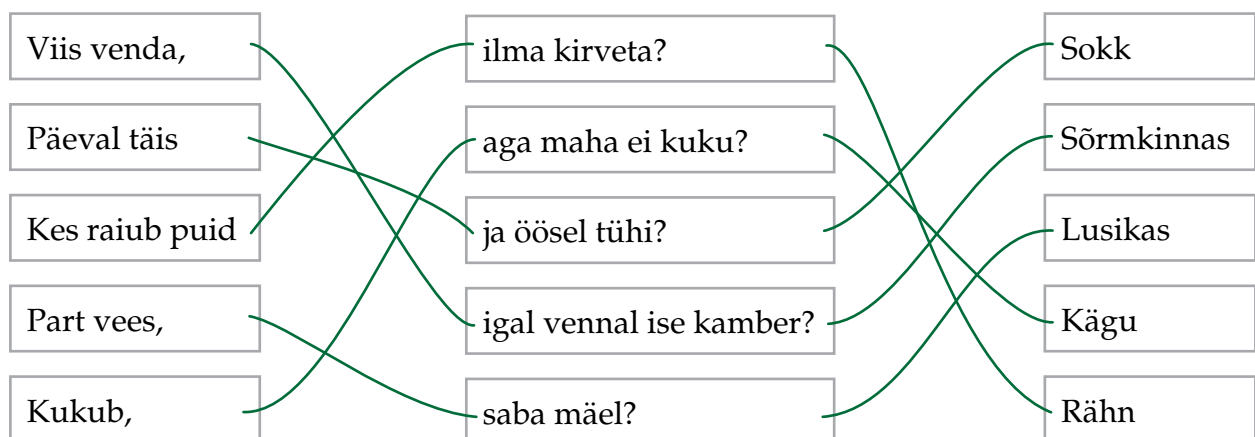 Viis venda,
ilma kirveta?
Sokk
Päeval täis
aga maha ei kuku?
Sõrmkinnas
Kes raiub puid
ja öösel tühi?
Lusikas
Part vees,
igal vennal ise kamber?
Kägu
Kukub,
saba mäel?
Rähn